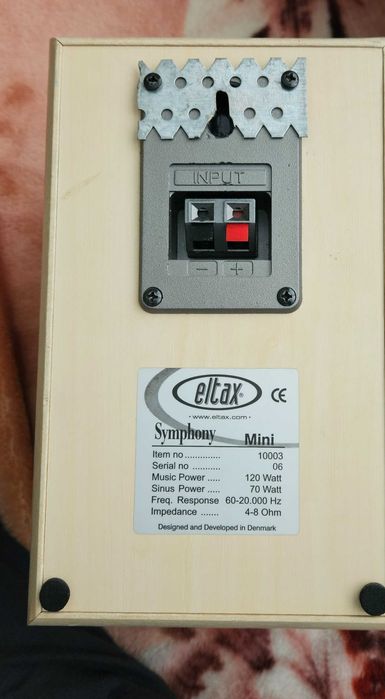 INPUT
− +
eltax®
• www.eltax.com •
CE
Symphony Mini
Item no .............. 10003
Serial no ........... 06
Music Power ..... 120 Watt
Sinus Power ..... 70 Watt
Freq. Response 60-20.000 Hz
Impedance ....... 4-8 Ohm
Designed and Developed in Denmark